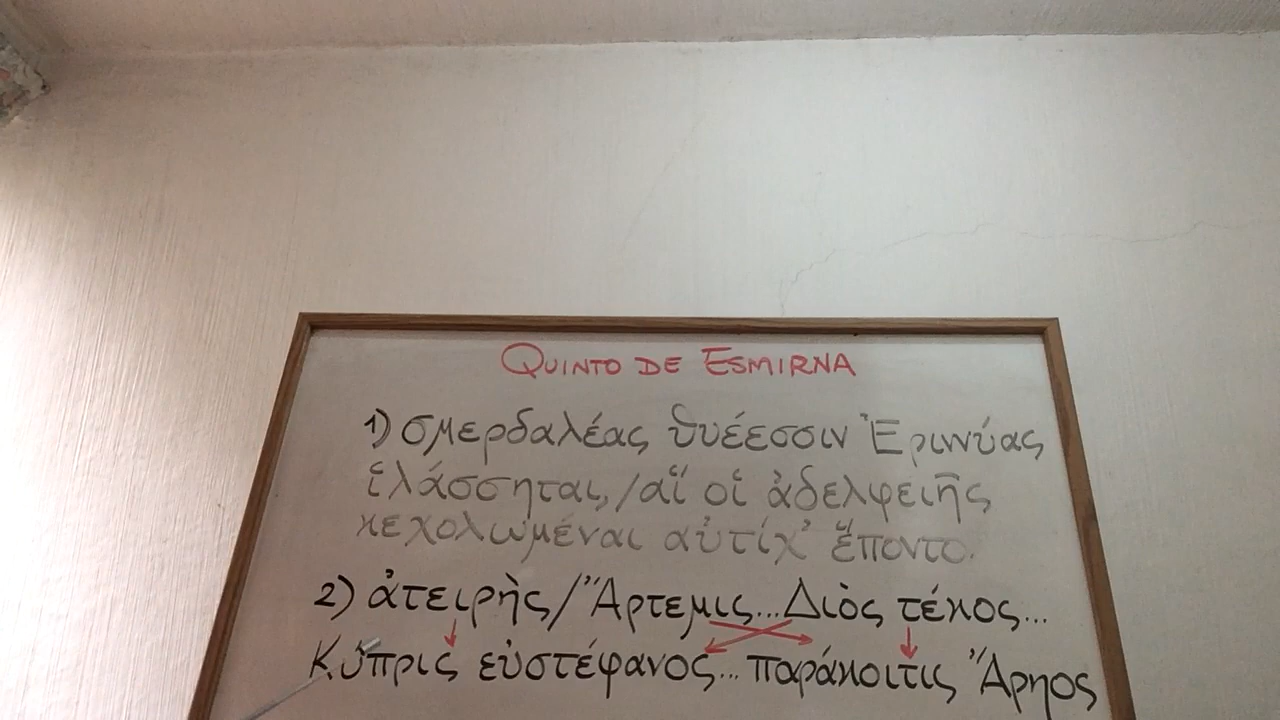 QUINTO DE ESMIRNA
1) σμερδαλέας θυέεσσιν Ἐριννύας
ἱλάσσηται, /αἵ οἱ ἀδελφειῆς
κεχολωμέναι αὐτίχ' ἕποντο.
2) ἀτειρὴς/Ἄρτεμις...Διὸς τέκος...
Κύπρις εὐστέφανος... παράκοιτις Ἄρηος